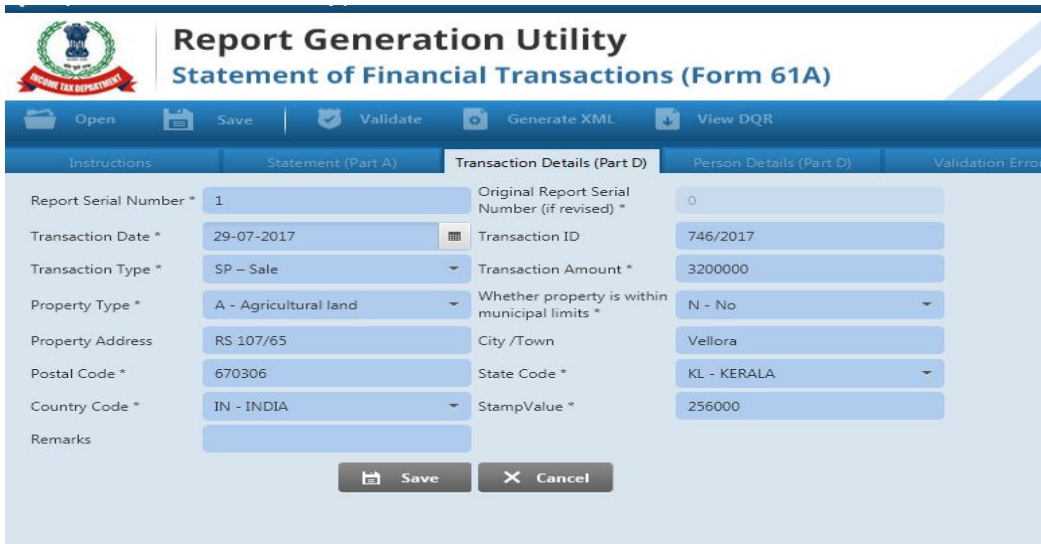 Report Generation Utility
Statement of Financial Transactions (Form 61A)
INCOME TAX DEPARTMENT
Open Save Validate Generate XML View DQR
Instructions Statement (Part A) Transaction Details (Part D) Person Details (Part D) Validation Erro
Report Serial Number * 1 Original Report Serial Number (if revised) * 0
Transaction Date * 29-07-2017 Transaction ID 746/2017
Transaction Type * SP – Sale Transaction Amount * 3200000
Property Type * A - Agricultural land Whether property is within municipal limits * N - No
Property Address RS 107/65 City /Town Vellora
Postal Code * 670306 State Code * KL - KERALA
Country Code * IN - INDIA StampValue * 256000
Remarks
Save Cancel